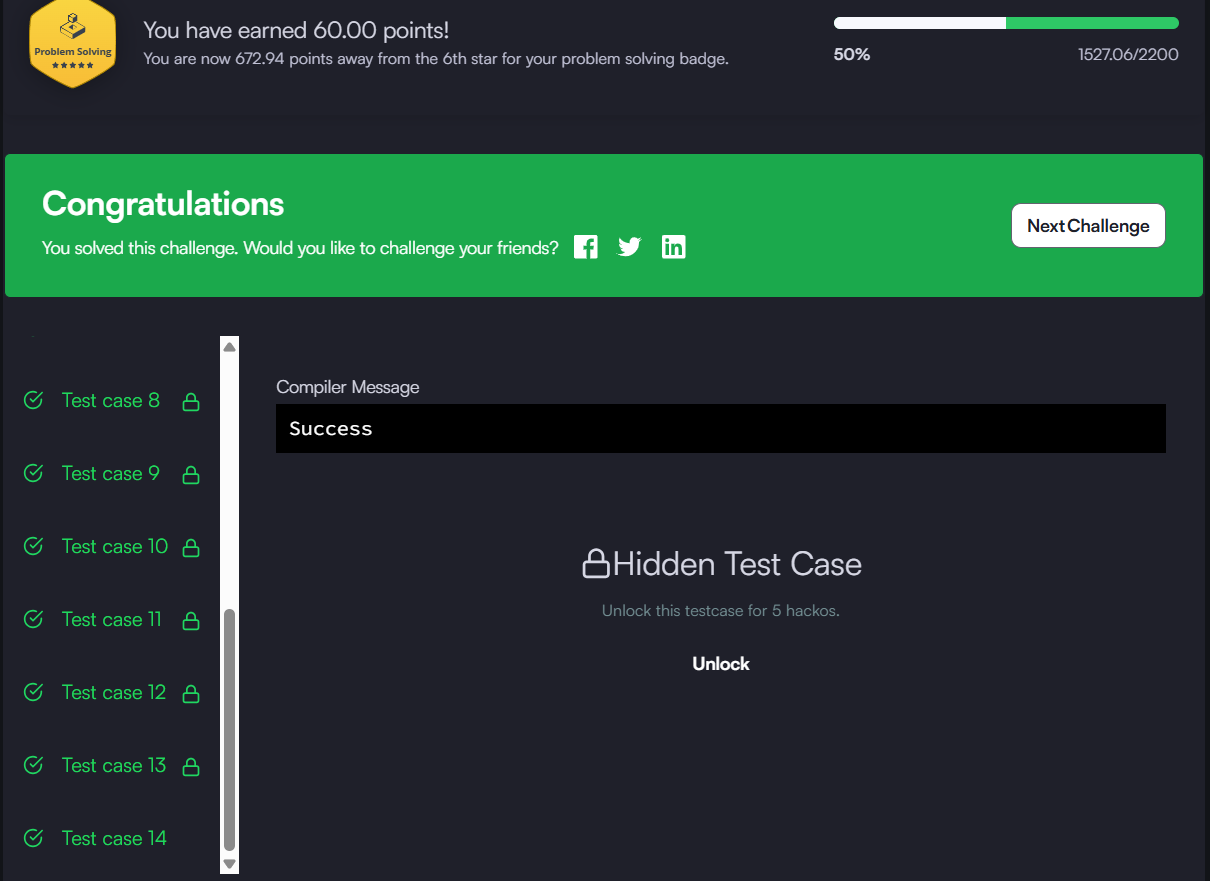 You have earned 60.00 points!
Problem Solving
★★★★★
You are now 672.94 points away from the 6th star for your problem solving badge.
50%
1527.06/2200
Congratulations
You solved this challenge. Would you like to challenge your friends?
Next Challenge
Compiler Message
Success
Test case 8
Test case 9
Test case 10
Test case 11
Test case 12
Test case 13
Test case 14
Hidden Test Case
Unlock this testcase for 5 hackos.
Unlock